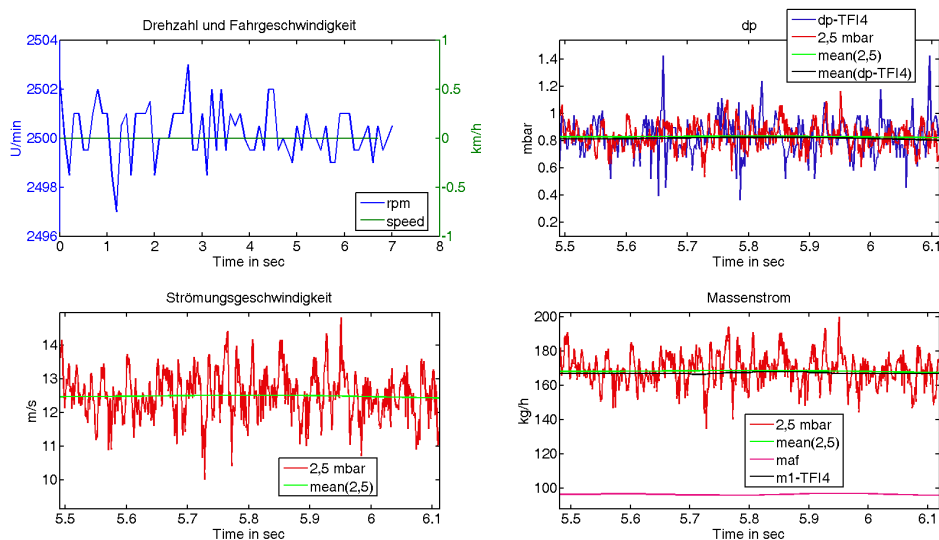 Drehzahl und Fahrgeschwindigkeit
2504
2502
2500
2498
2496
U/min
1
0.5
0
-0.5
-1
km/h
rpm
speed
0 1 2 3 4 5 6 7 8
Time in sec
dp
dp-TFI4
2,5 mbar
mean(2,5)
mean(dp-TFI4)
1.4
1.2
1
0.8
0.6
0.4
0.2
mbar
5.5 5.6 5.7 5.8 5.9 6 6.1
Time in sec
Strömungsgeschwindigkeit
14
13
12
11
10
9
m/s
2,5 mbar
mean(2,5)
5.5 5.6 5.7 5.8 5.9 6 6.1
Time in sec
Massenstrom
200
180
160
140
120
100
kg/h
2,5 mbar
mean(2,5)
maf
m1-TFI4
5.5 5.6 5.7 5.8 5.9 6 6.1
Time in sec